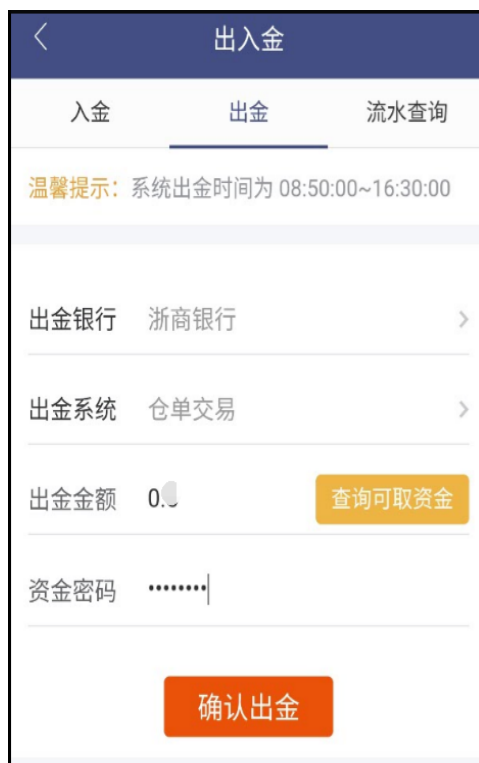 出入金
入金 出金 流水查询
温馨提示：系统出金时间为 08:50:00~16:30:00
出金银行 浙商银行
出金系统 仓单交易
出金金额 0. 查询可取资金
资金密码 ••••••••
确认出金